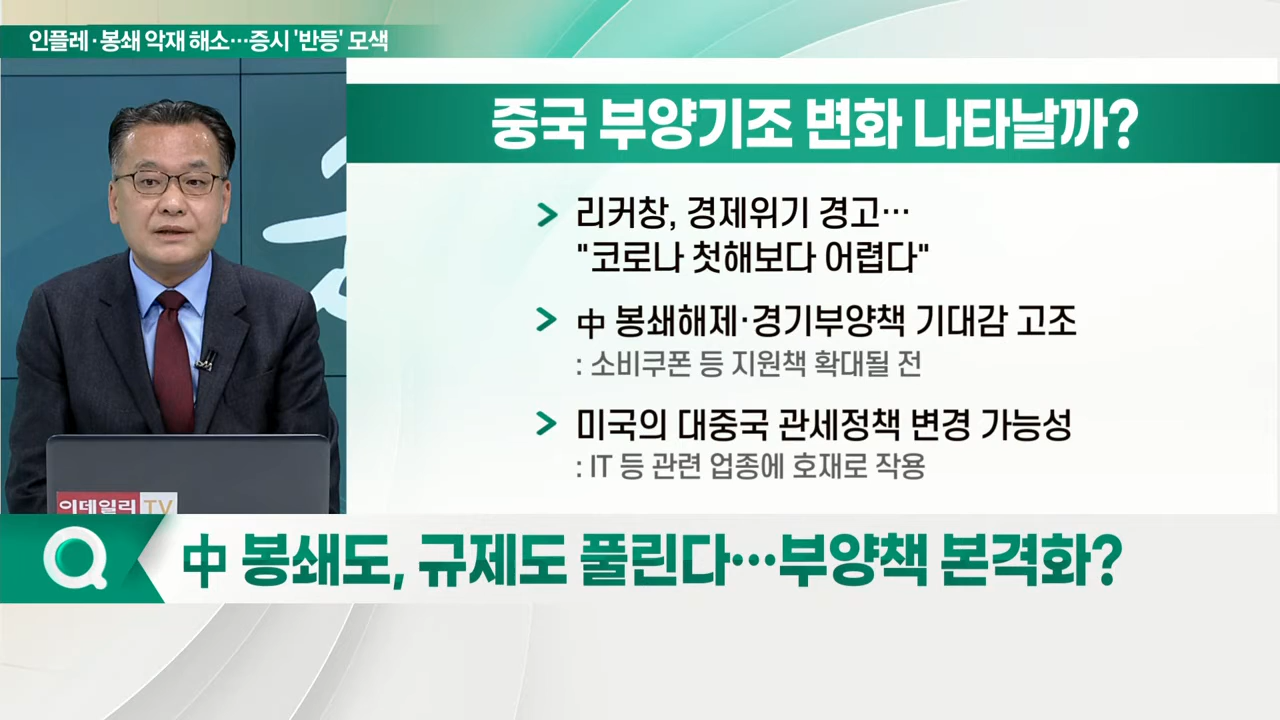 인플레·봉쇄 악재 해소…증시 '반등' 모색
중국 부양기조 변화 나타날까?
리커창, 경제위기 경고…
"코로나 첫해보다 어렵다"
中 봉쇄해제·경기부양책 기대감 고조
: 소비쿠폰 등 지원책 확대될 전
미국의 대중국 관세정책 변경 가능성
: IT 등 관련 업종에 호재로 작용
이데일리 TV
Q 中 봉쇄도, 규제도 풀린다…부양책 본격화?